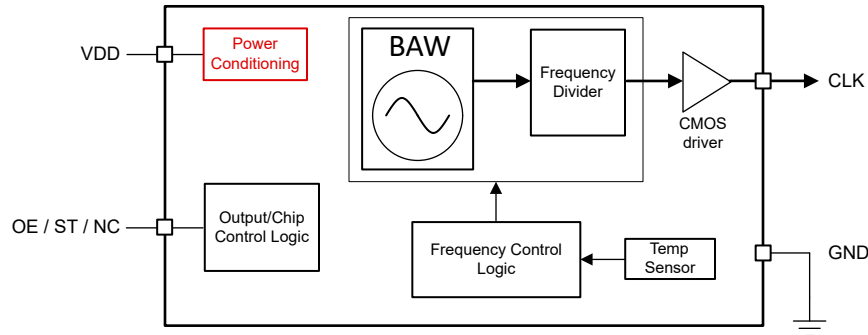 VDD
Power
Conditioning
BAW
Frequency
Divider
CMOS
driver
CLK
OE / ST / NC
Output/Chip
Control Logic
Frequency Control
Logic
Temp
Sensor
GND